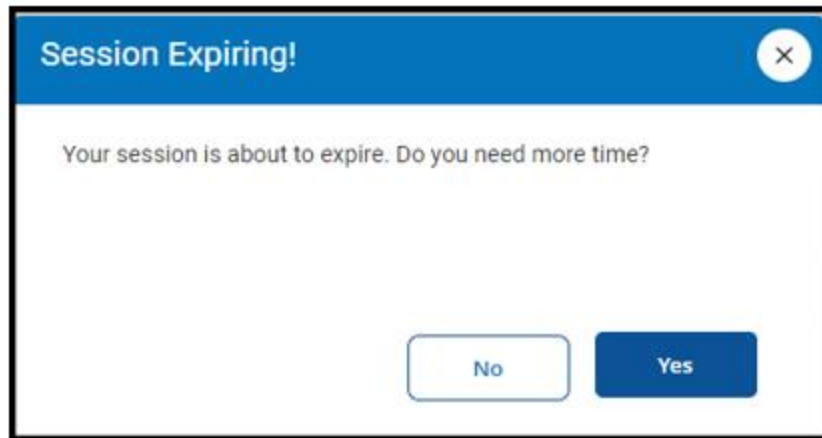 Session Expiring!
Your session is about to expire. Do you need more time?
No
Yes